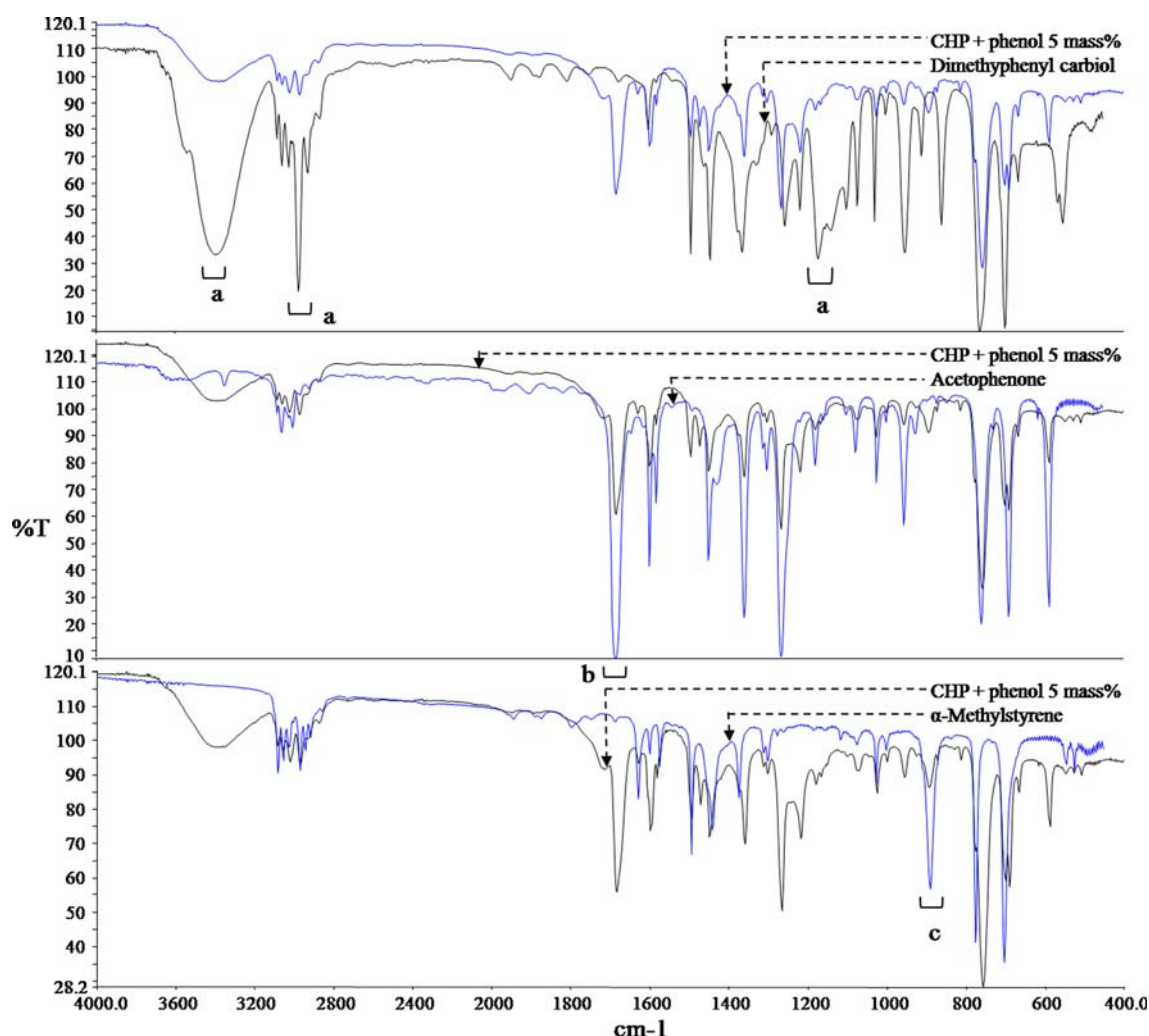 120.1
110
100
90
80
70
60
50
40
30
20
10
CHP + phenol 5 mass%
Dimethyphenyl carbiol
a
a
a
120.1
110
100
90
80
70
60
50
40
30
20
10
CHP + phenol 5 mass%
Acetophenone
%T
b
120.1
110
100
90
80
70
60
50
40
28.2
CHP + phenol 5 mass%
α-Methylstyrene
c
4000.0 3600 3200 2800 2400 2000 1800 1600 1400 1200 1000 800 600 400.0
cm-1